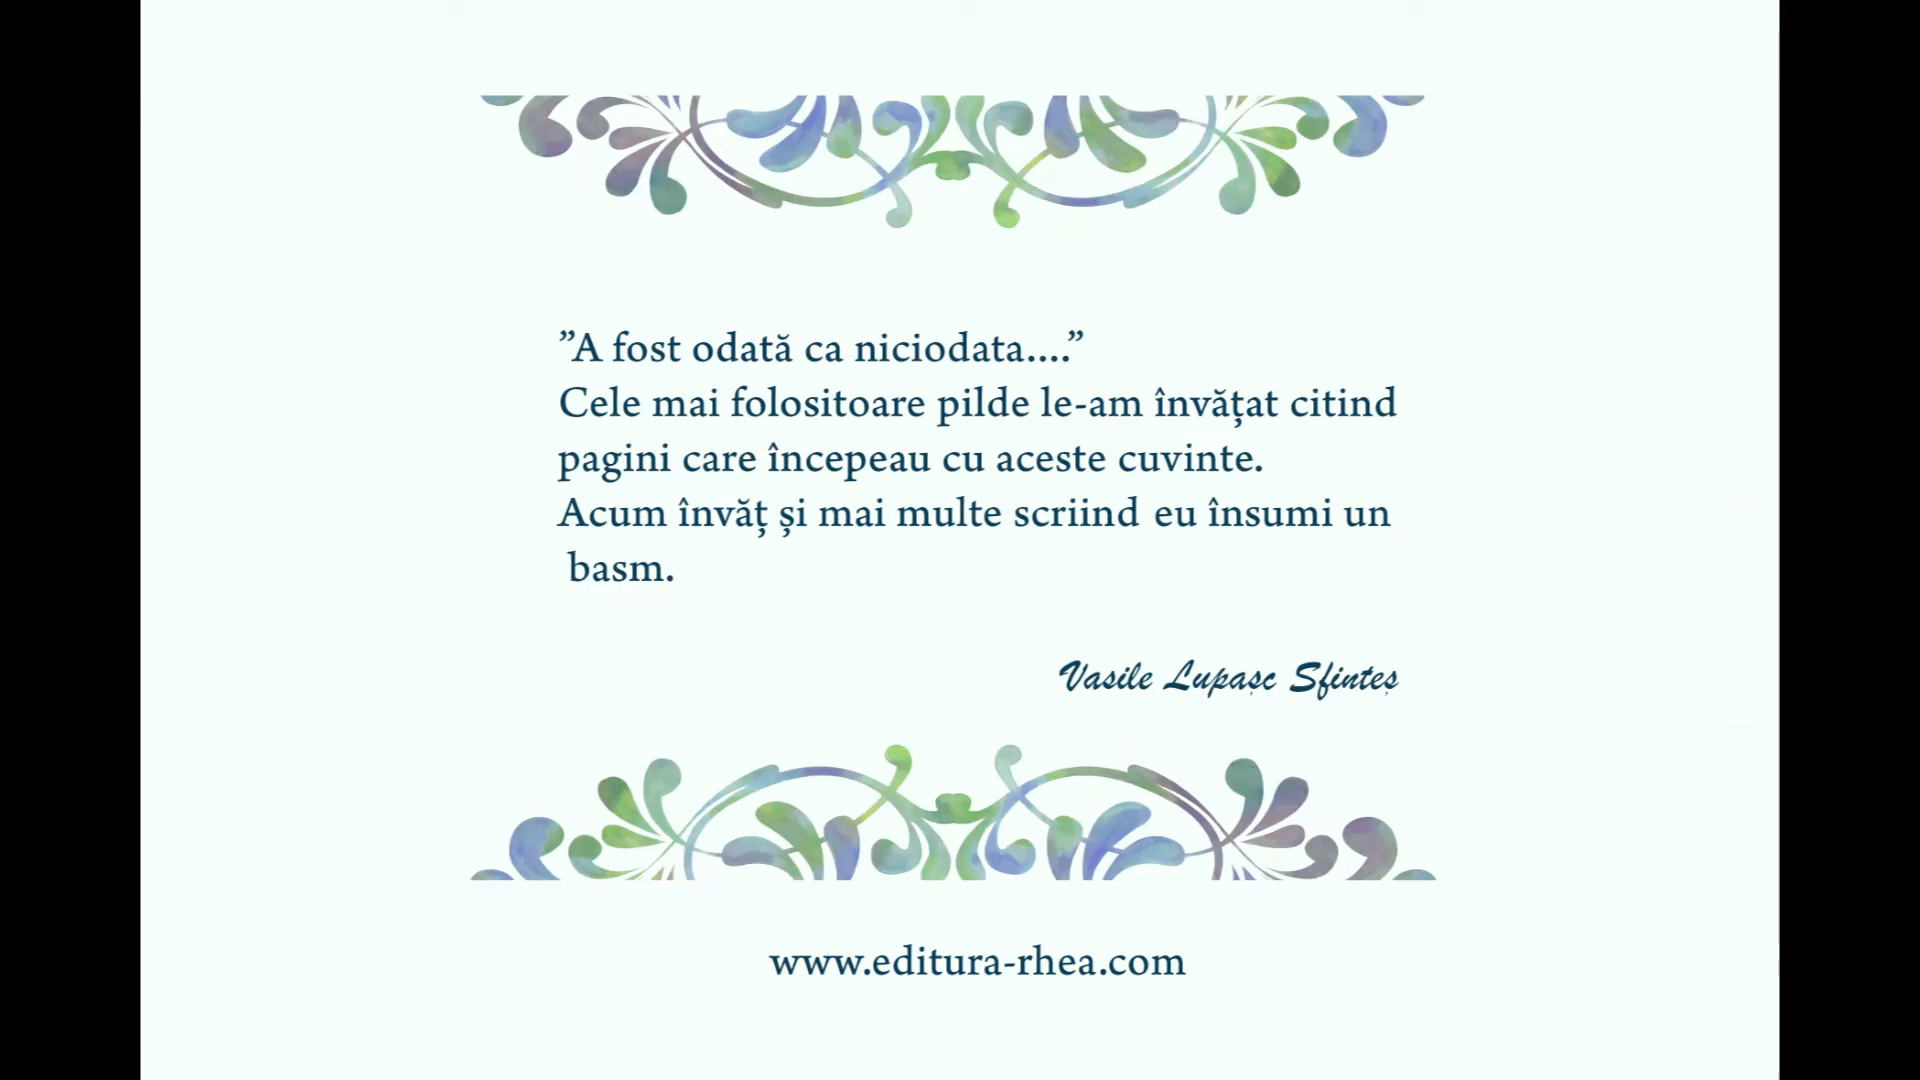 ”A fost odată ca niciodata....”
Cele mai folositoare pilde le-am învățat citind
pagini care începeau cu aceste cuvinte.
Acum învăț și mai multe scriind eu însumi un
basm.
Vasile Lupașc Sfinteș
www.editura-rhea.com